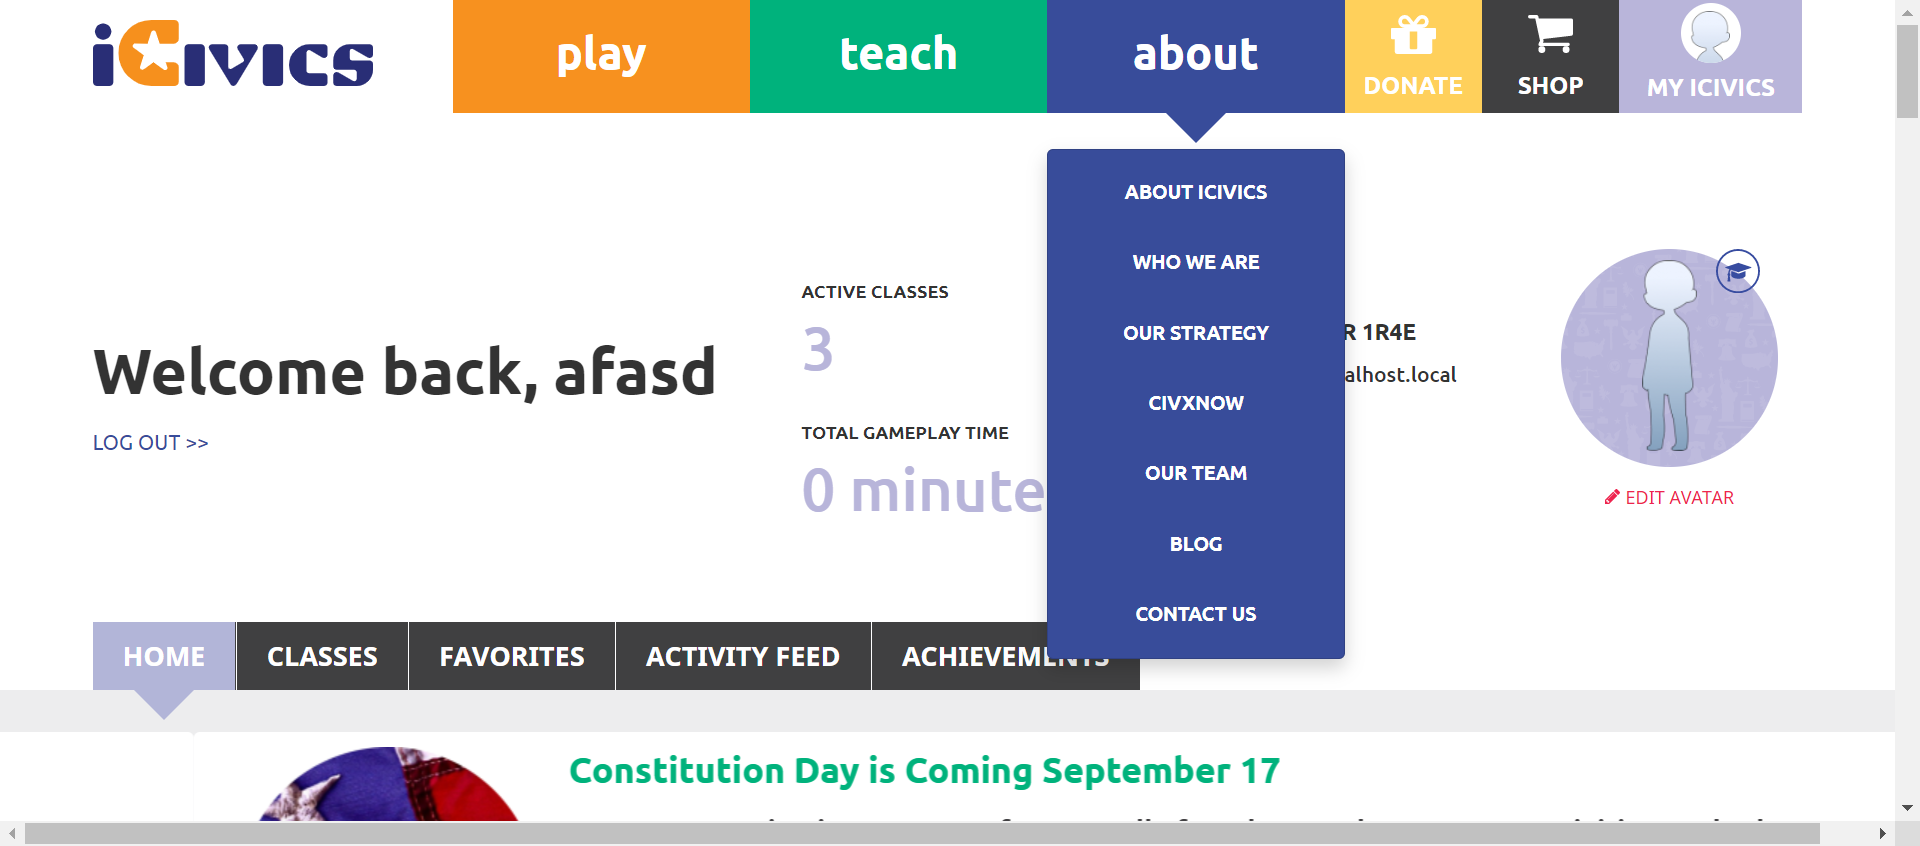 iCivics
play
teach
about
DONATE
SHOP
MY ICIVICS
ABOUT ICIVICS
WHO WE ARE
OUR STRATEGY
CIVXNOW
OUR TEAM
BLOG
CONTACT US
Welcome back, afasd
LOG OUT >>
ACTIVE CLASSES
3
TOTAL GAMEPLAY TIME
0 minute
R 1R4E
alhost.local
EDIT AVATAR
HOME
CLASSES
FAVORITES
ACTIVITY FEED
ACHIEVEMENTS
Constitution Day is Coming September 17